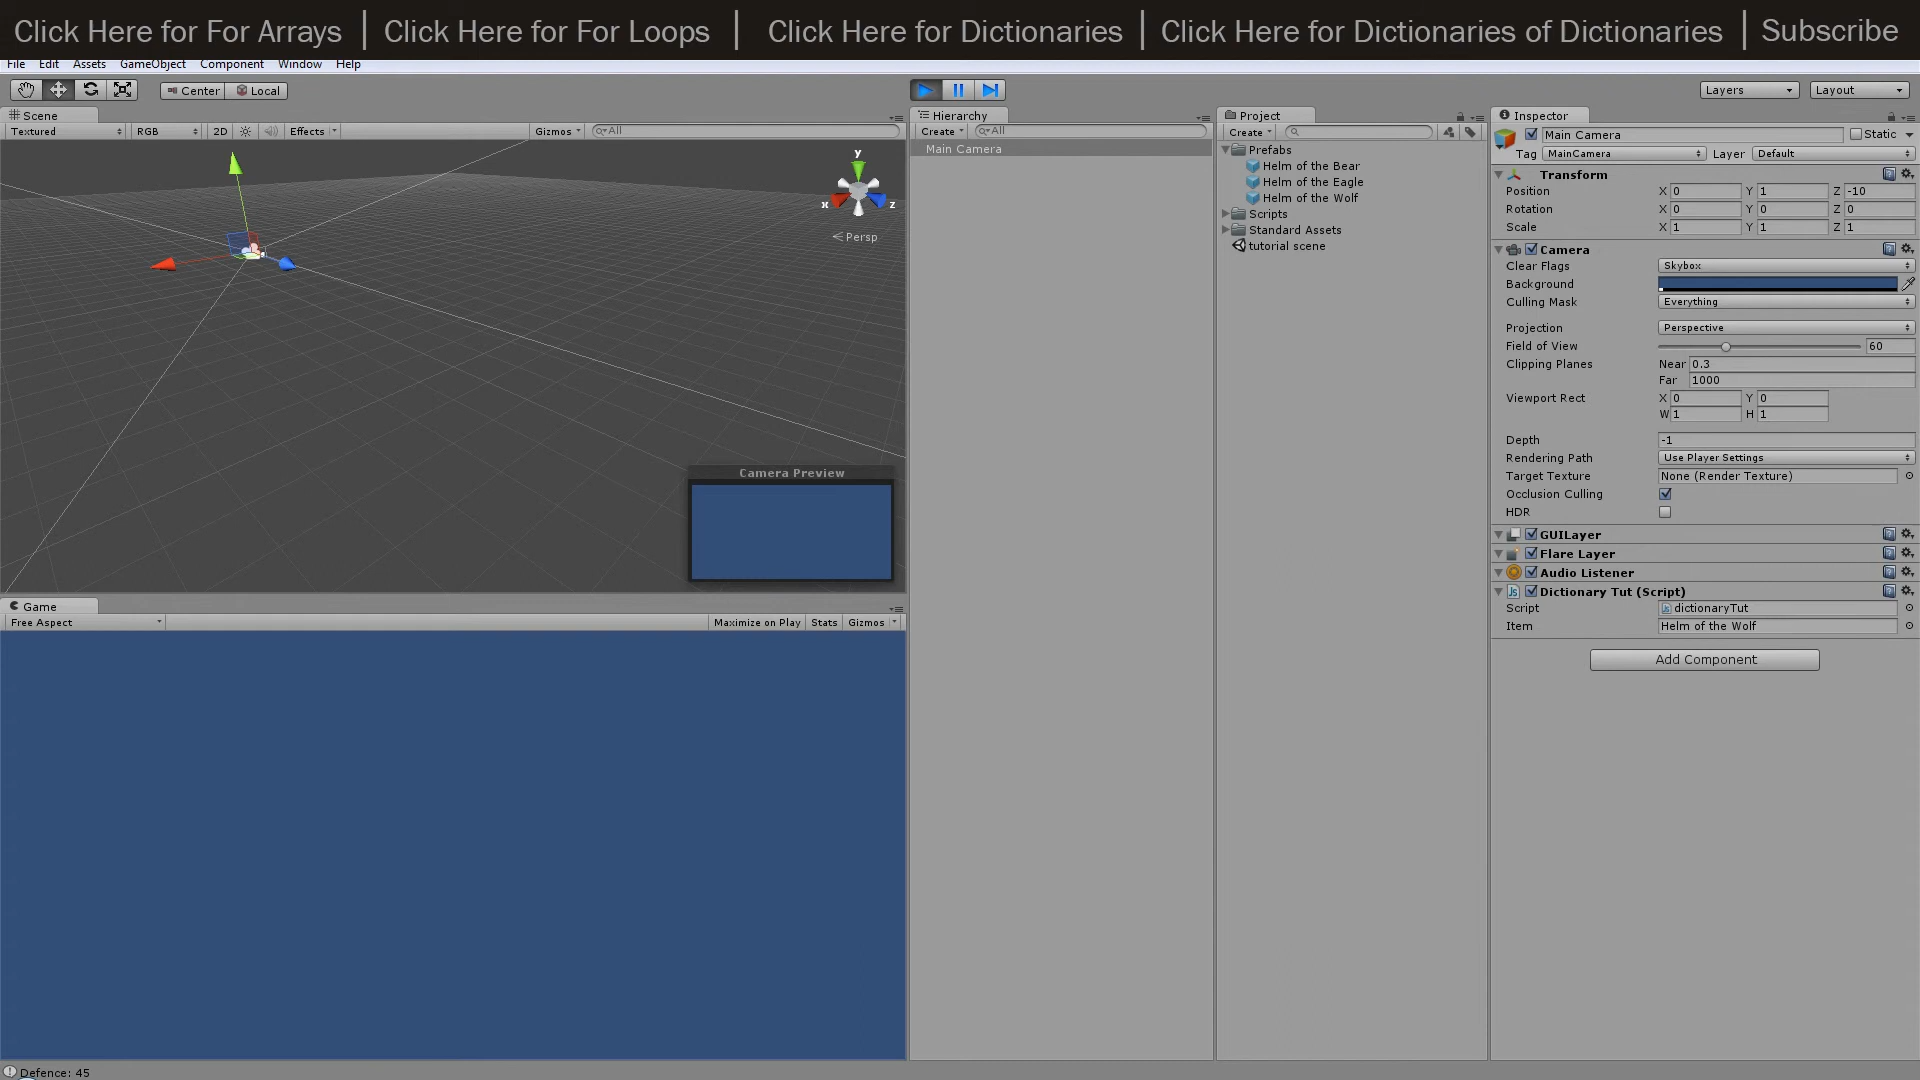 Click Here for For Arrays | Click Here for For Loops | Click Here for Dictionaries | Click Here for Dictionaries of Dictionaries | Subscribe
File Edit Assets GameObject Component Window Help
Center Local
Layers Layout
Scene
Textured RGB 2D Effects Gizmos All
y
x z
Persp
Camera Preview
Game
Free Aspect Maximize on Play Stats Gizmos
Hierarchy
Create All
Main Camera
Project
Create
Prefabs
Helm of the Bear
Helm of the Eagle
Helm of the Wolf
Scripts
Standard Assets
tutorial scene
Inspector
Main Camera Static
Tag MainCamera Layer Default
Transform
Position X 0 Y 1 Z -10
Rotation X 0 Y 0 Z 0
Scale X 1 Y 1 Z 1
Camera
Clear Flags Skybox
Background
Culling Mask Everything
Projection Perspective
Field of View 60
Clipping Planes Near 0.3
Far 1000
Viewport Rect X 0 Y 0
W 1 H 1
Depth -1
Rendering Path Use Player Settings
Target Texture None (Render Texture)
Occlusion Culling
HDR
GUILayer
Flare Layer
Audio Listener
Js Dictionary Tut (Script)
Script dictionaryTut
Item Helm of the Wolf
Add Component
Defence: 45